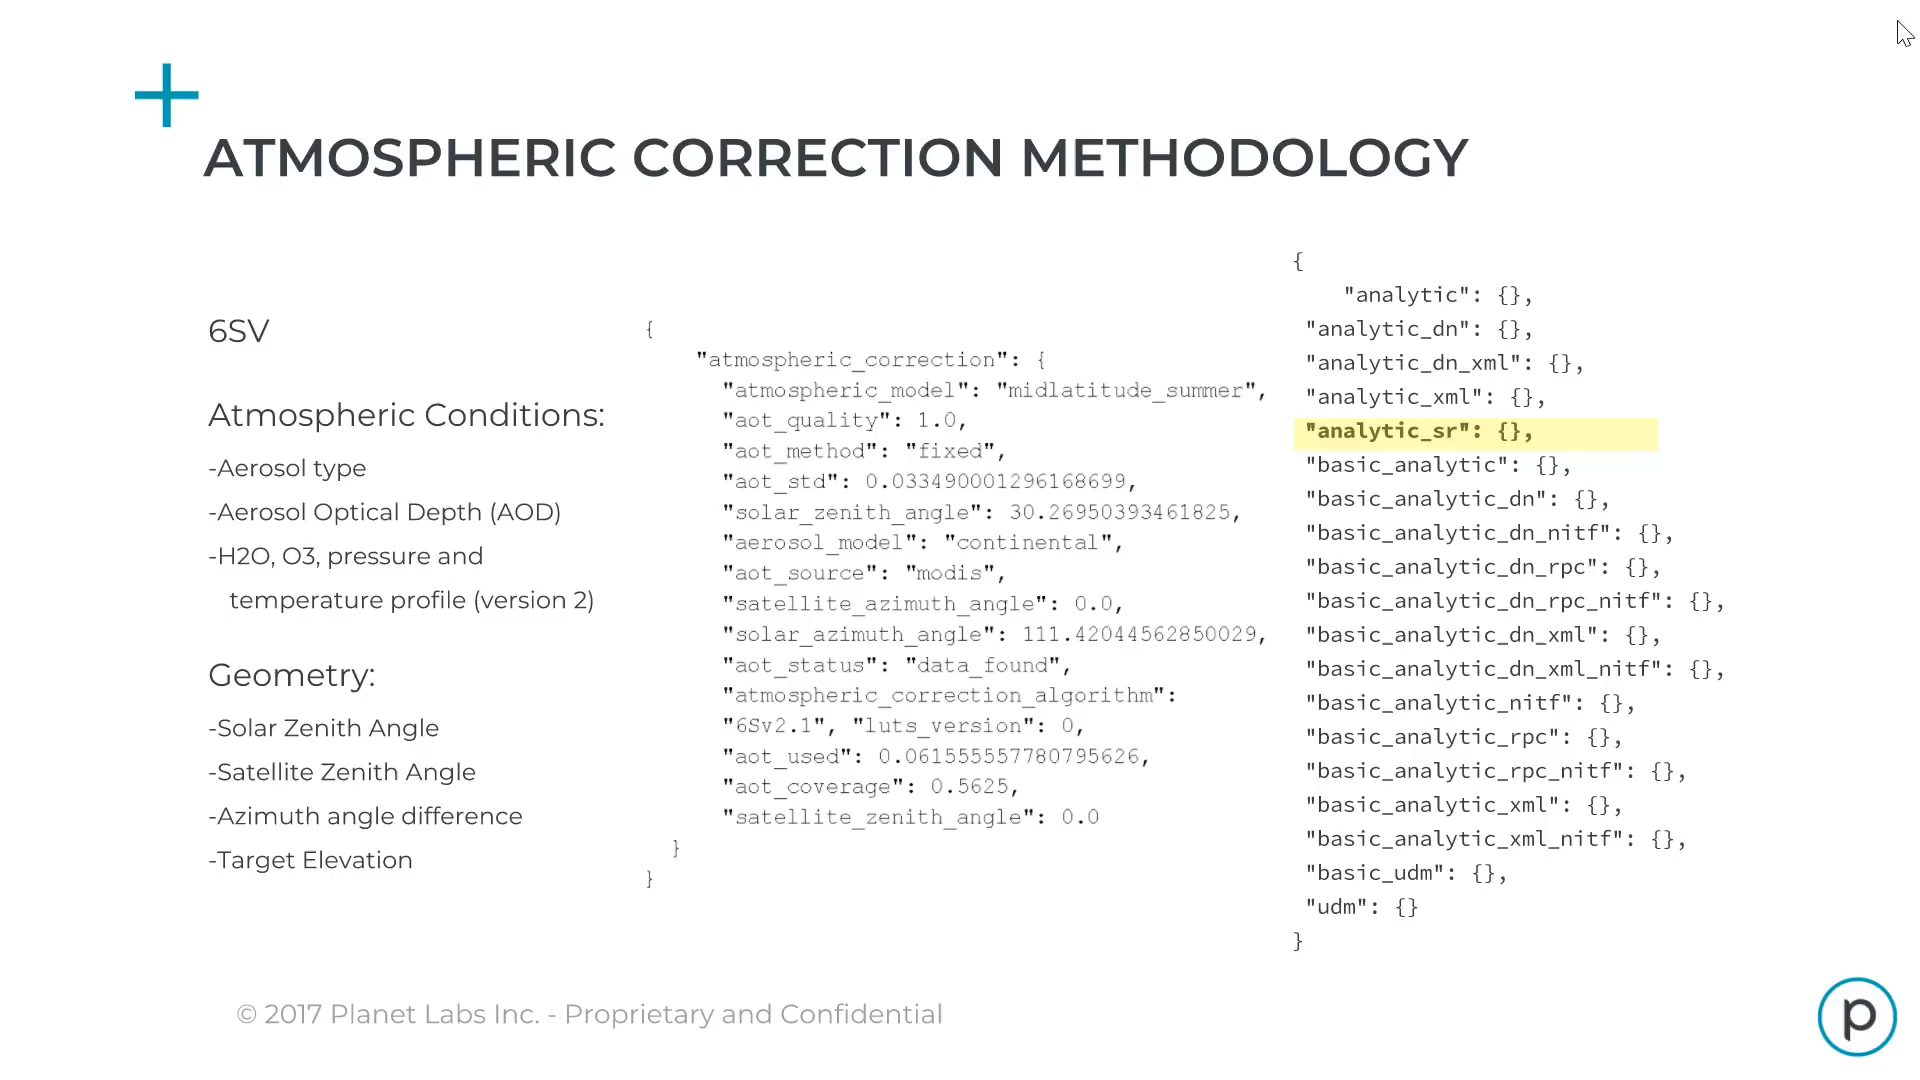 ATMOSPHERIC CORRECTION METHODOLOGY
6SV
Atmospheric Conditions:
-Aerosol type
-Aerosol Optical Depth (AOD)
-H2O, O3, pressure and
temperature profile (version 2)
Geometry:
-Solar Zenith Angle
-Satellite Zenith Angle
-Azimuth angle difference
-Target Elevation
{
"atmospheric_correction": {
"atmospheric_model": "midlatitude_summer",
"aot_quality": 1.0,
"aot_method": "fixed",
"aot_std": 0.033490001296168699,
"solar_zenith_angle": 30.26950393461825,
"aerosol_model": "continental",
"aot_source": "modis",
"satellite_azimuth_angle": 0.0,
"solar_azimuth_angle": 111.42044562850029,
"aot_status": "data_found",
"atmospheric_correction_algorithm":
"6Sv2.1", "luts_version": 0,
"aot_used": 0.061555557780795626,
"aot_coverage": 0.5625,
"satellite_zenith_angle": 0.0
}
}
{
"analytic": {},
"analytic_dn": {},
"analytic_dn_xml": {},
"analytic_xml": {},
"analytic_sr": {},
"basic_analytic": {},
"basic_analytic_dn": {},
"basic_analytic_dn_nitf": {},
"basic_analytic_dn_rpc": {},
"basic_analytic_dn_rpc_nitf": {},
"basic_analytic_dn_xml": {},
"basic_analytic_dn_xml_nitf": {},
"basic_analytic_nitf": {},
"basic_analytic_rpc": {},
"basic_analytic_rpc_nitf": {},
"basic_analytic_xml": {},
"basic_analytic_xml_nitf": {},
"basic_udm": {},
"udm": {}
}
© 2017 Planet Labs Inc. - Proprietary and Confidential
p